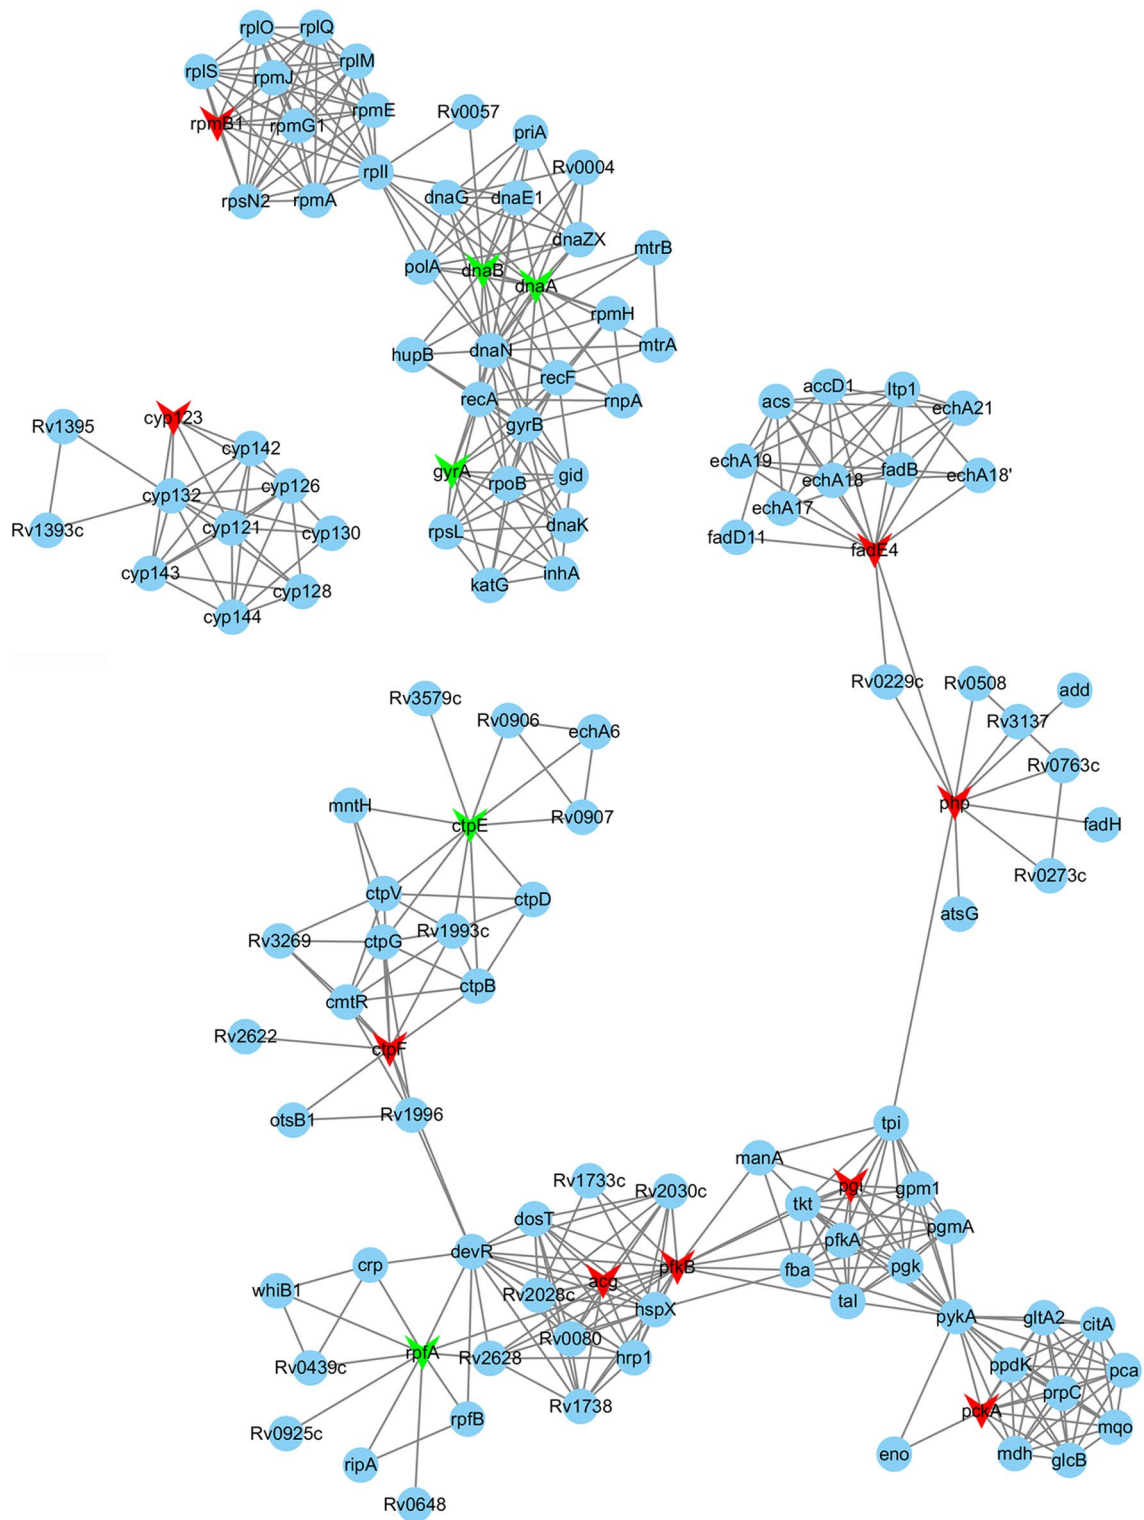 rplO
rplQ
rplM
rplS
rpmJ
rpmE
rpmB1
rpmG1
rplI
rpsN2
rpmA
Rv0057
priA
Rv0004
dnaG
dnaE1
dnaZX
mtrB
polA
dnaB
dnaA
rpmH
mtrA
hupB
dnaN
recF
rnpA
recA
gyrB
gyrA
rpoB
gid
rpsL
dnaK
katG
inhA
cyp123
Rv1395
cyp142
cyp132
cyp126
Rv1393c
cyp121
cyp130
cyp143
cyp128
cyp144
acs
accD1
ltp1
echA21
echA19
echA18
fadB
echA18'
echA17
fadD11
fadE4
Rv0229c
Rv0508
add
Rv3137
Rv0763c
php
fadH
Rv0273c
atsG
Rv3579c
Rv0906
echA6
mntH
ctpE
Rv0907
ctpV
ctpD
Rv3269
ctpG
Rv1993c
cmtR
ctpB
Rv2622
ctpF
otsB1
Rv1996
tpi
manA
pgi
gpm1
Rv1733c
Rv2030c
tkt
pgmA
dosT
pfkA
devR
pfkB
fba
pgk
crp
acg
whiB1
Rv2028c
hspX
tal
pykA
gltA2
citA
Rv0080
rpfA
Rv2628
hrp1
Rv0439c
ppdK
pca
prpC
Rv1738
pckA
rpfB
mqo
Rv0925c
eno
mdh
glcB
ripA
Rv0648